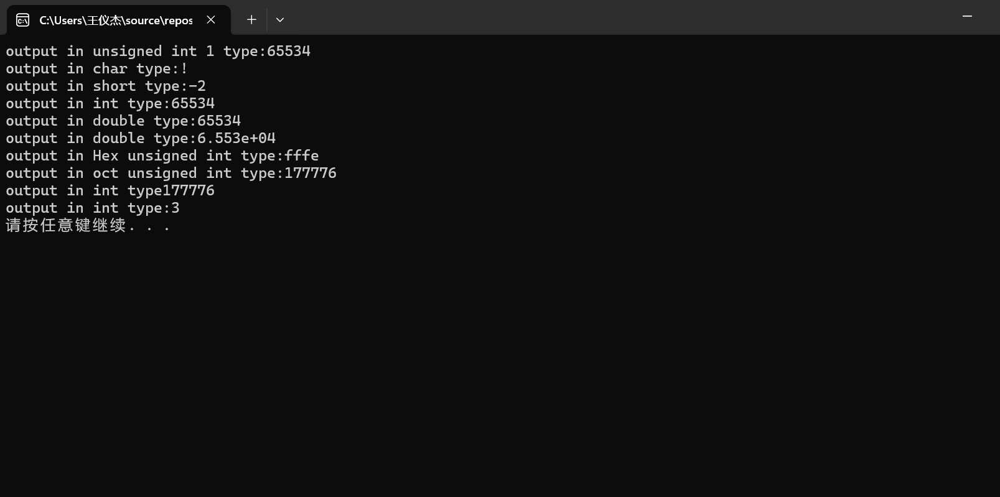 C:\Users\王仪杰\source\repos
output in unsigned int 1 type:65534
output in char type:!
output in short type:-2
output in int type:65534
output in double type:65534
output in double type:6.553e+04
output in Hex unsigned int type:fffe
output in oct unsigned int type:177776
output in int type177776
output in int type:3
请按任意键继续. . .